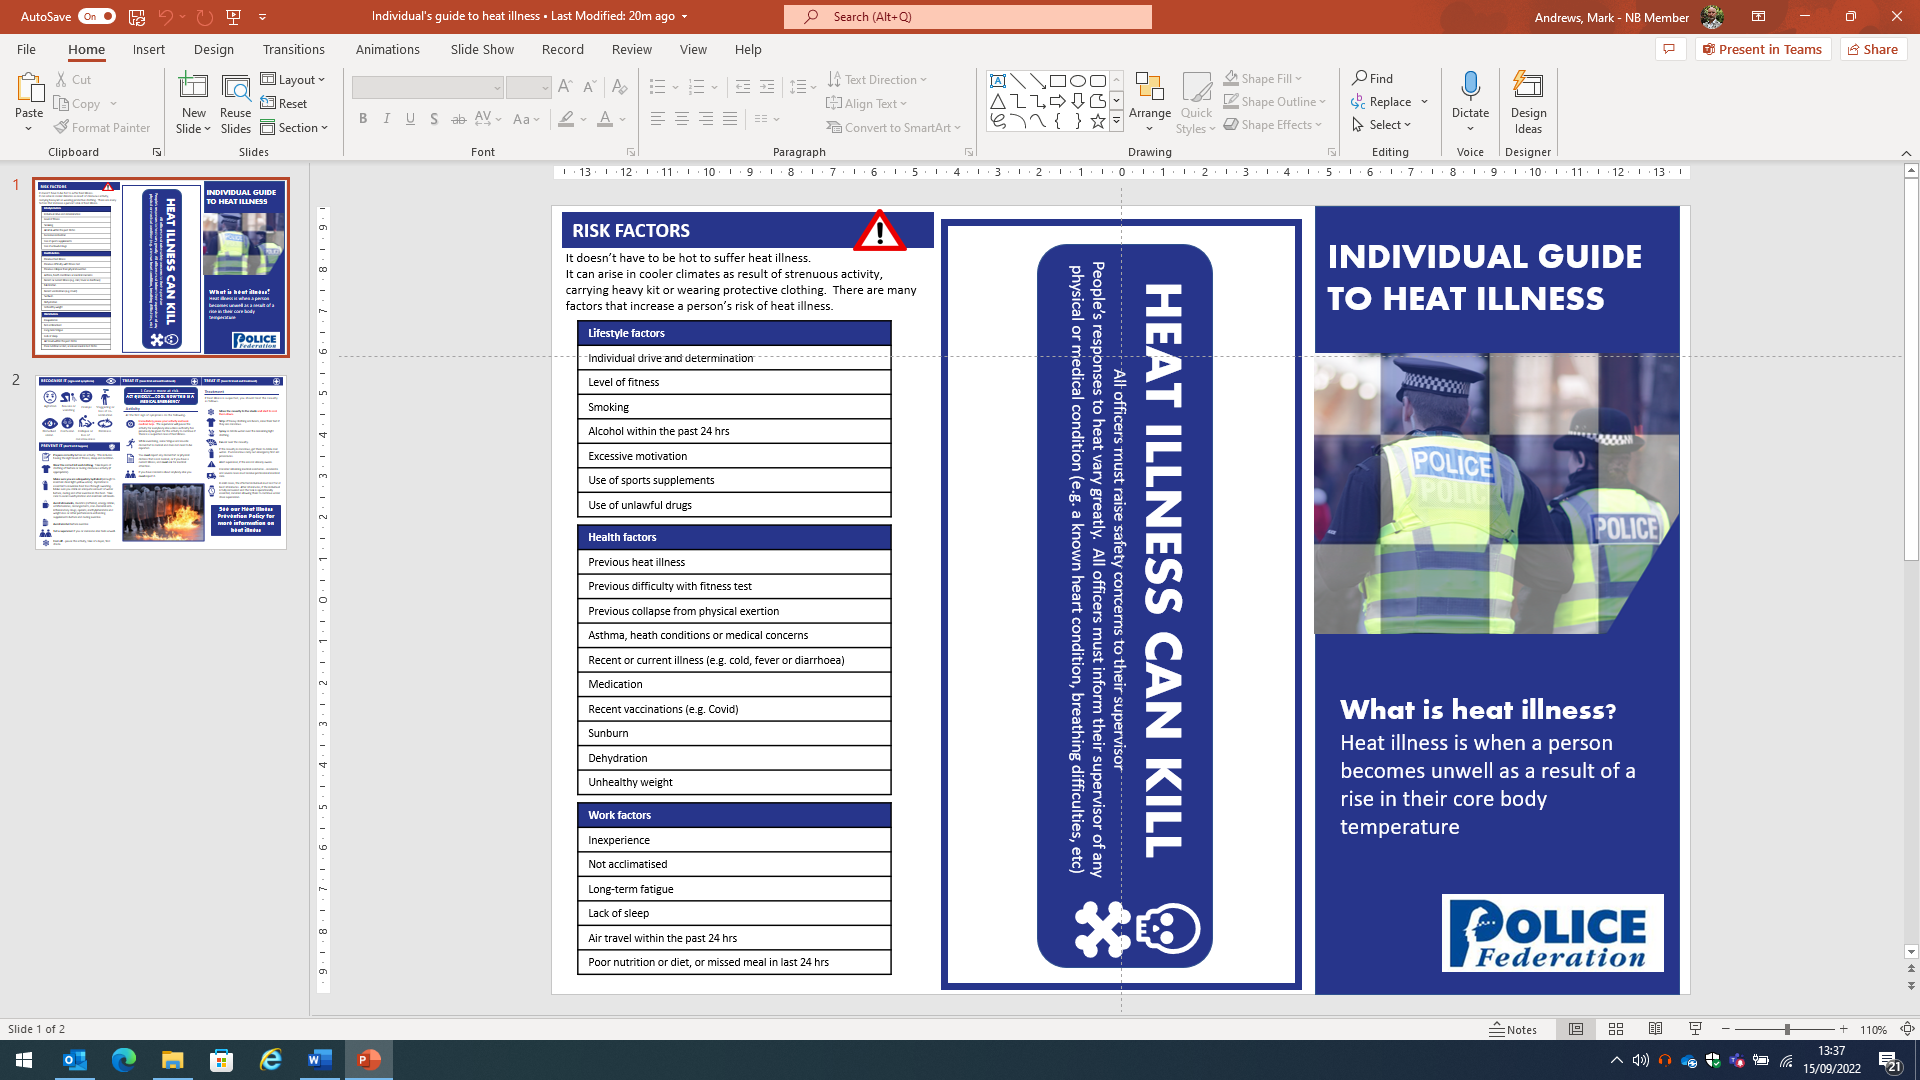 AutoSave On Individual's guide to heat illness • Last Modified: 20m ago Search (Alt+Q) Andrews, Mark - NB Member
File Home Insert Design Transitions Animations Slide Show Record Review View Help Present in Teams Share
Paste Cut Copy Format Painter
New Slide Reuse Slides Layout Reset Section
Text Direction Align Text Convert to SmartArt
Arrange Quick Styles Shape Fill Shape Outline Shape Effects
Find Replace Select Dictate Design Ideas
Clipboard Slides Font Paragraph Drawing Editing Voice Designer
1
2
RISK FACTORS
It doesn't have to be hot to suffer heat illness.
It can arise in cooler climates as result of strenuous activity,
carrying heavy kit or wearing protective clothing. There are many
factors that increase a person's risk of heat illness.
Lifestyle factors
Individual drive and determination
Level of fitness
Smoking
Alcohol within the past 24 hrs
Excessive motivation
Use of sports supplements
Use of unlawful drugs
Health factors
Previous heat illness
Previous difficulty with fitness test
Previous collapse from physical exertion
Asthma, heath conditions or medical concerns
Recent or current illness (e.g. cold, fever or diarrhoea)
Medication
Recent vaccinations (e.g. Covid)
Sunburn
Dehydration
Unhealthy weight
Work factors
Inexperience
Not acclimatised
Long-term fatigue
Lack of sleep
Air travel within the past 24 hrs
Poor nutrition or diet, or missed meal in last 24 hrs
HEAT ILLNESS CAN KILL
All officers must raise safety concerns to their supervisor
People's responses to heat vary greatly. All officers must inform their supervisor of any
physical or medical condition (e.g. a known heart condition, breathing difficulties, etc)
INDIVIDUAL GUIDE
TO HEAT ILLNESS
POLICE
POLICE
POLICE
What is heat illness?
Heat illness is when a person
becomes unwell as a result of a
rise in their core body
temperature
POLICE
Federation
Slide 1 of 2 Notes 110%
13:37
15/09/2022
21